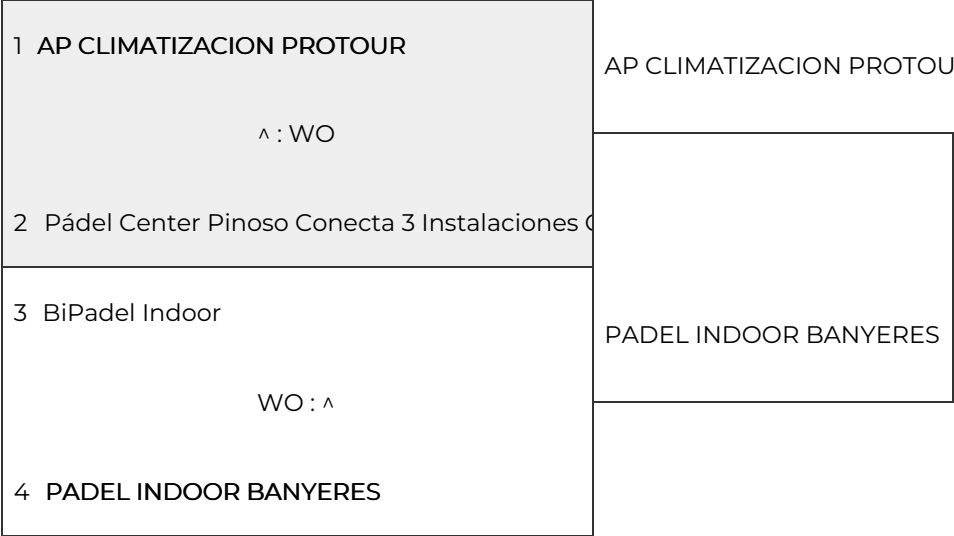 1 AP CLIMATIZACION PROTOUR
^ : WO
2 Pádel Center Pinoso Conecta 3 Instalaciones
3 BiPadel Indoor
WO : ^
4 PADEL INDOOR BANYERES
AP CLIMATIZACION PROTOU
PADEL INDOOR BANYERES